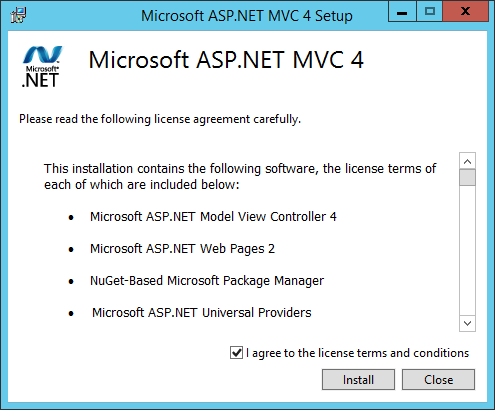 Microsoft ASP.NET MVC 4 Setup
Microsoft ASP.NET MVC 4
Microsoft®
.NET
Please read the following license agreement carefully.
This installation contains the following software, the license terms of
each of which are included below:
• Microsoft ASP.NET Model View Controller 4
• Microsoft ASP.NET Web Pages 2
• NuGet-Based Microsoft Package Manager
• Microsoft ASP.NET Universal Providers
I agree to the license terms and conditions
Install Close